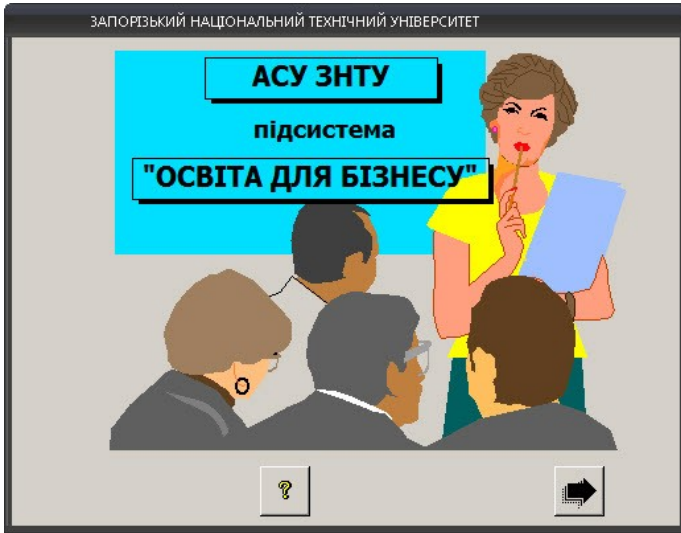 ЗАПОРІЗЬКИЙ НАЦІОНАЛЬНИЙ ТЕХНІЧНИЙ УНІВЕРСИТЕТ
АСУ ЗНТУ
підсистема
"ОСВІТА ДЛЯ БІЗНЕСУ"
?